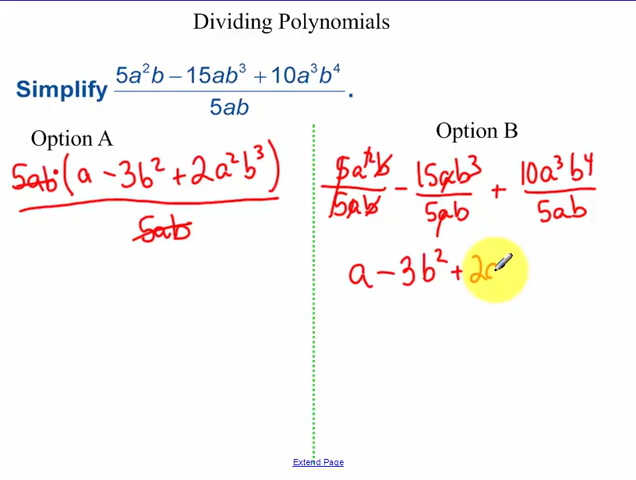 Dividing Polynomials
Simplify (5a²b − 15ab³ + 10a³b⁴)/(5ab).
Option A
5ab·(a − 3b² + 2a²b³)
5ab
Option B
5a²b/5ab − 15ab³/5ab + 10a³b⁴/5ab
a − 3b² + 2a
Extend Page